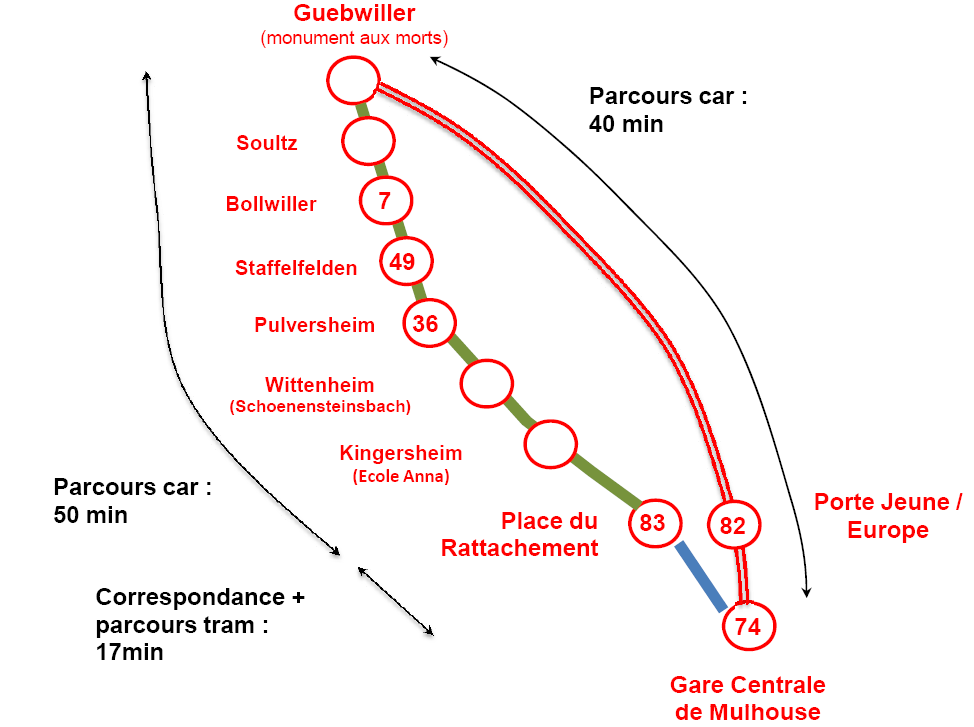 Guebwiller
(monument aux morts)
Parcours car :
40 min
Soultz
Bollwiller
7
Staffelfelden
49
Pulversheim
36
Wittenheim
(Schoenensteinsbach)
Kingersheim
(Ecole Anna)
Parcours car :
50 min
Place du
Rattachement
83
82
Porte Jeune /
Europe
Correspondance +
parcours tram :
17min
74
Gare Centrale
de Mulhouse